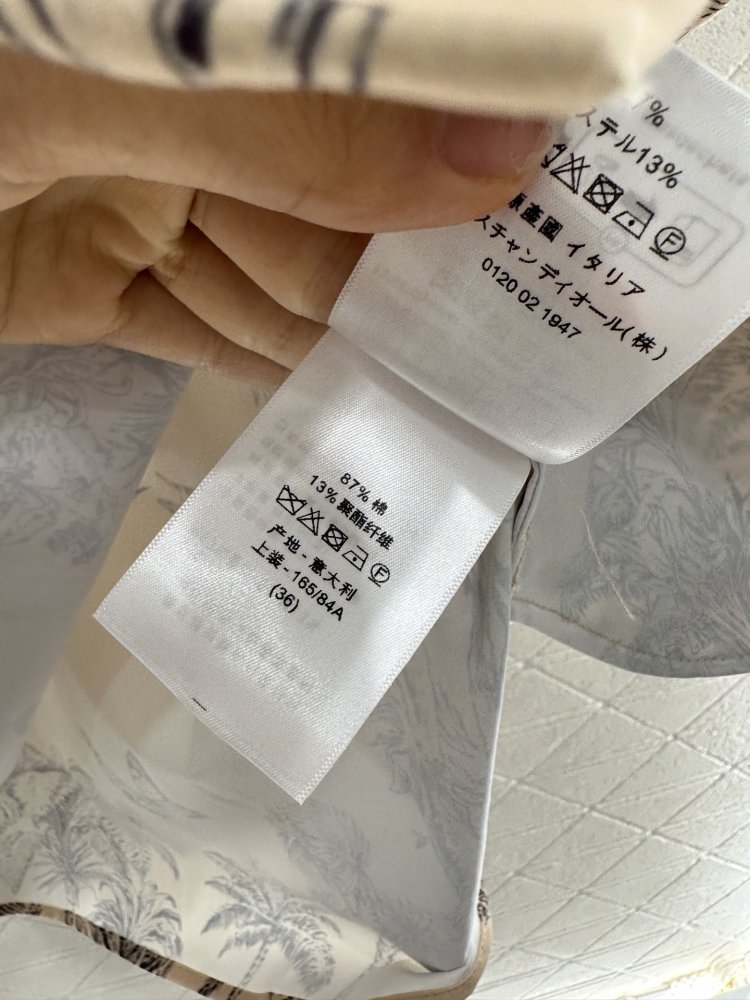 %
ステル13%
Ⓕ
原産國 イタリア
スチャンディオール(株)
0120 02 1947
87% 棉
13% 聚酯纤维
Ⓕ
产地 - 意大利
上装 - 165/84A
(36)